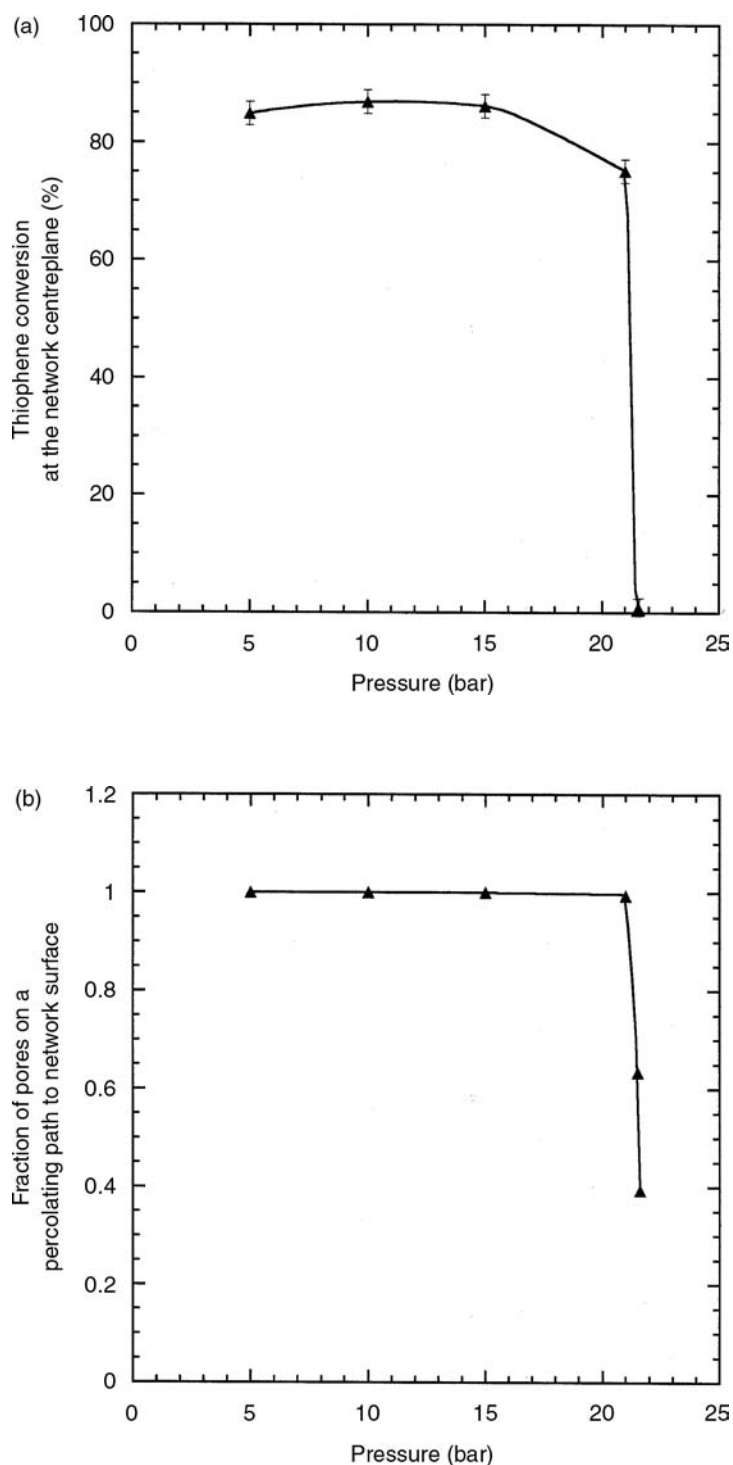 (a)
100
80
60
40
20
0
Thiophene conversion
at the network centreplane (%)
0 5 10 15 20 25
Pressure (bar)
(b)
1.2
1
0.8
0.6
0.4
0.2
0
Fraction of pores on a
percolating path to network surface
0 5 10 15 20 25
Pressure (bar)